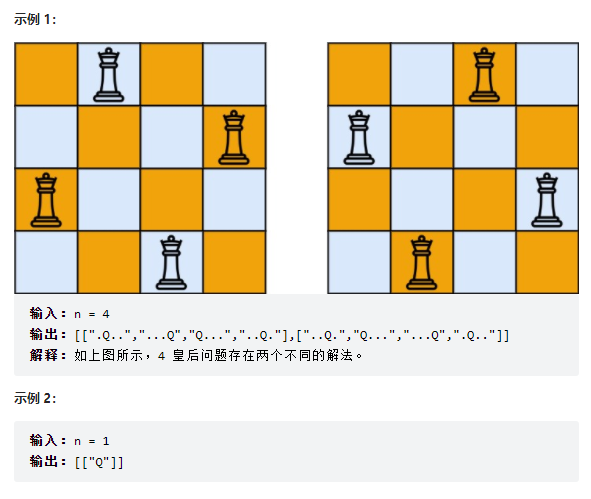 示例 1：
输入：n = 4
输出：[[".Q..","...Q","Q...","..Q."],["..Q.","Q...","...Q",".Q.."]]
解释：如上图所示，4 皇后问题存在两个不同的解法。
示例 2：
输入：n = 1
输出：[["Q"]]